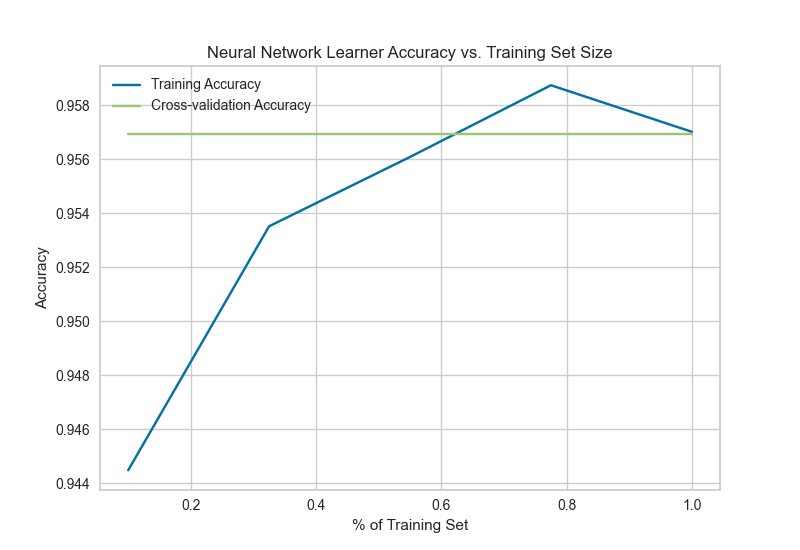 Neural Network Learner Accuracy vs. Training Set Size
Training Accuracy
Cross-validation Accuracy
0.958
0.956
0.954
0.952
0.950
0.948
0.946
0.944
Accuracy
0.2 0.4 0.6 0.8 1.0
% of Training Set